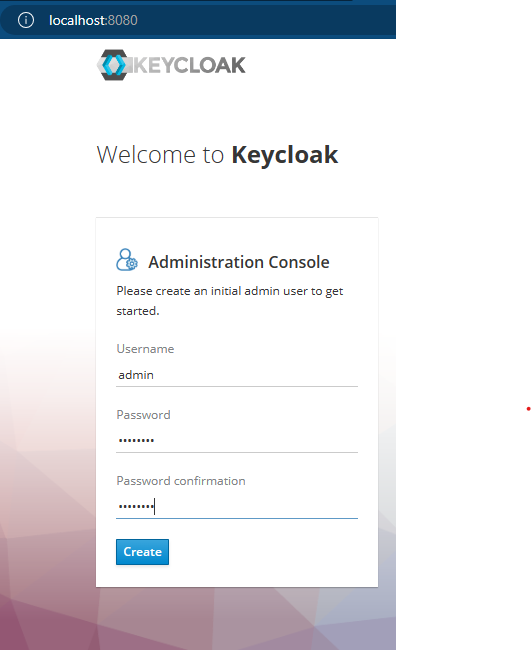 localhost:8080
KEYCLOAK
Welcome to Keycloak
Administration Console
Please create an initial admin user to get
started.
Username
admin
Password
••••••••
Password confirmation
••••••••
Create